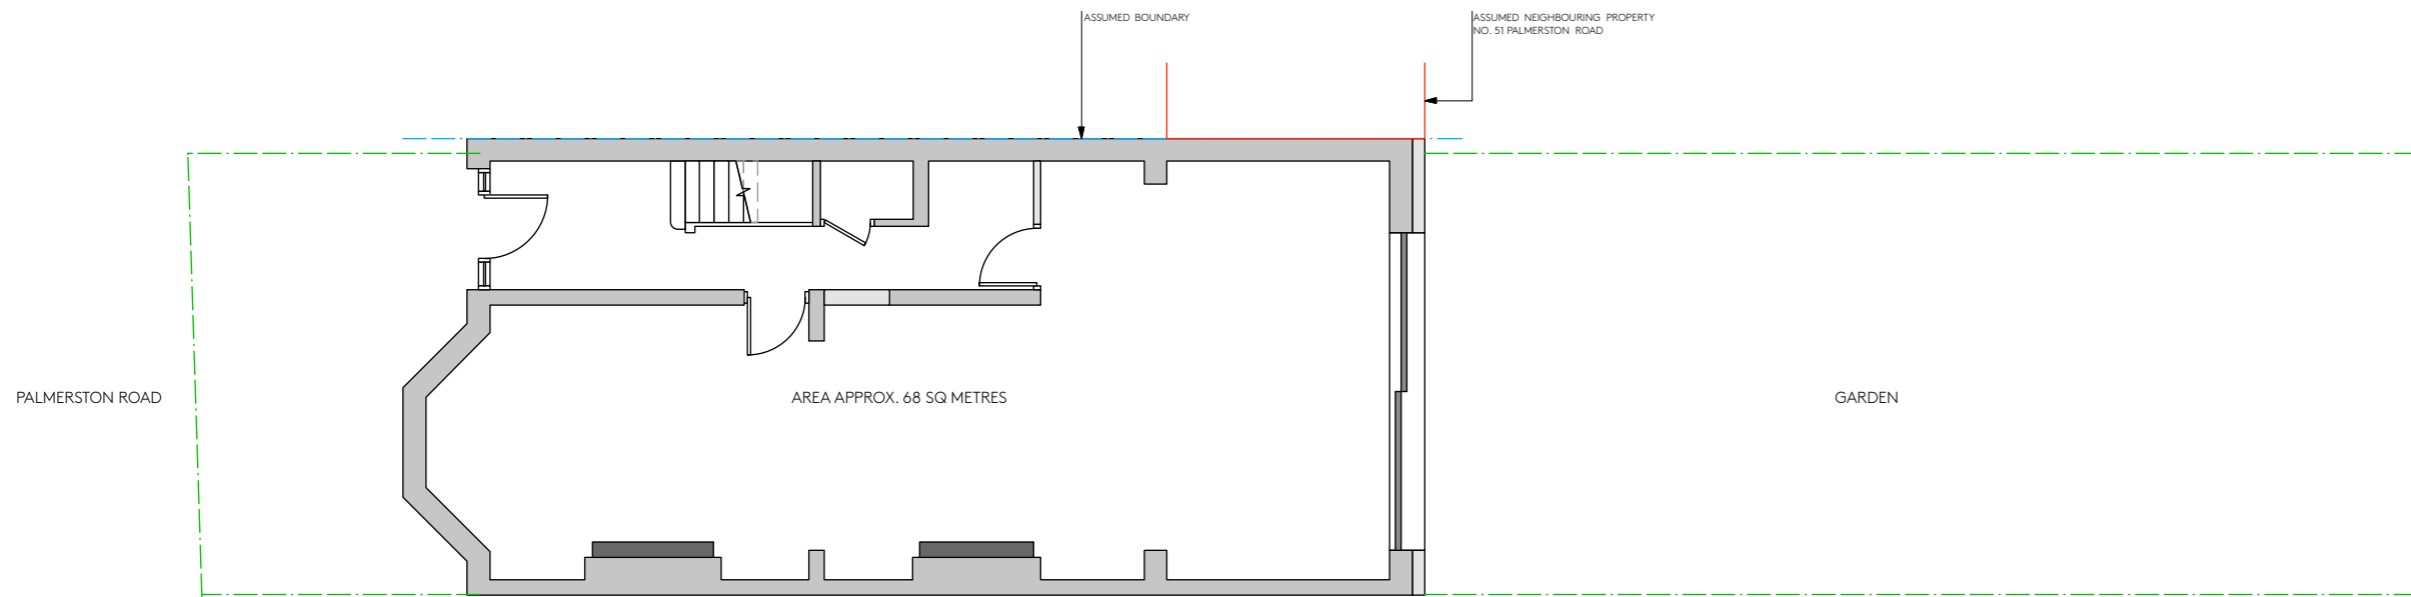 ASSUMED BOUNDARY
ASSUMED NEIGHBOURING PROPERTY
NO. 51 PALMERSTON ROAD
PALMERSTON ROAD
AREA APPROX. 68 SQ METRES
GARDEN